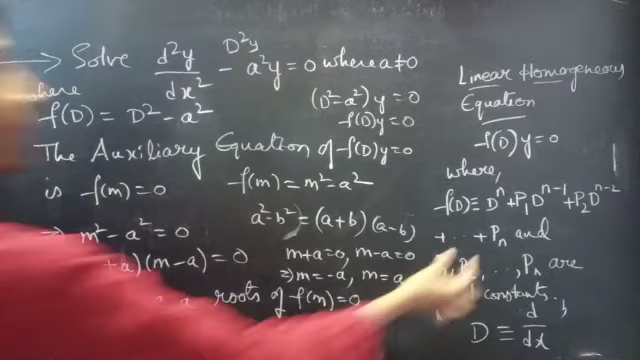 → Solve d²y/dx² - a²y = 0 where a≠0
D²y
where
f(D) = D² - a²
(D²-a²)y = 0
f(D)y = 0
The Auxiliary Equation of f(D)y=0
is f(m)=0
f(m) = m² - a²
⇒ m² - a² = 0
a²-b² = (a+b)(a-b)
+a)(m-a) = 0
m+a=0, m-a=0
⇒ m = -a, m = a
roots of f(m)=0
Linear Homogeneous
Equation
f(D)y = 0
where,
f(D) ≡ Dⁿ + P₁Dⁿ⁻¹ + P₂Dⁿ⁻²
+ ... + Pₙ and
..., Pₙ are
constants.
D ≡ d/dx